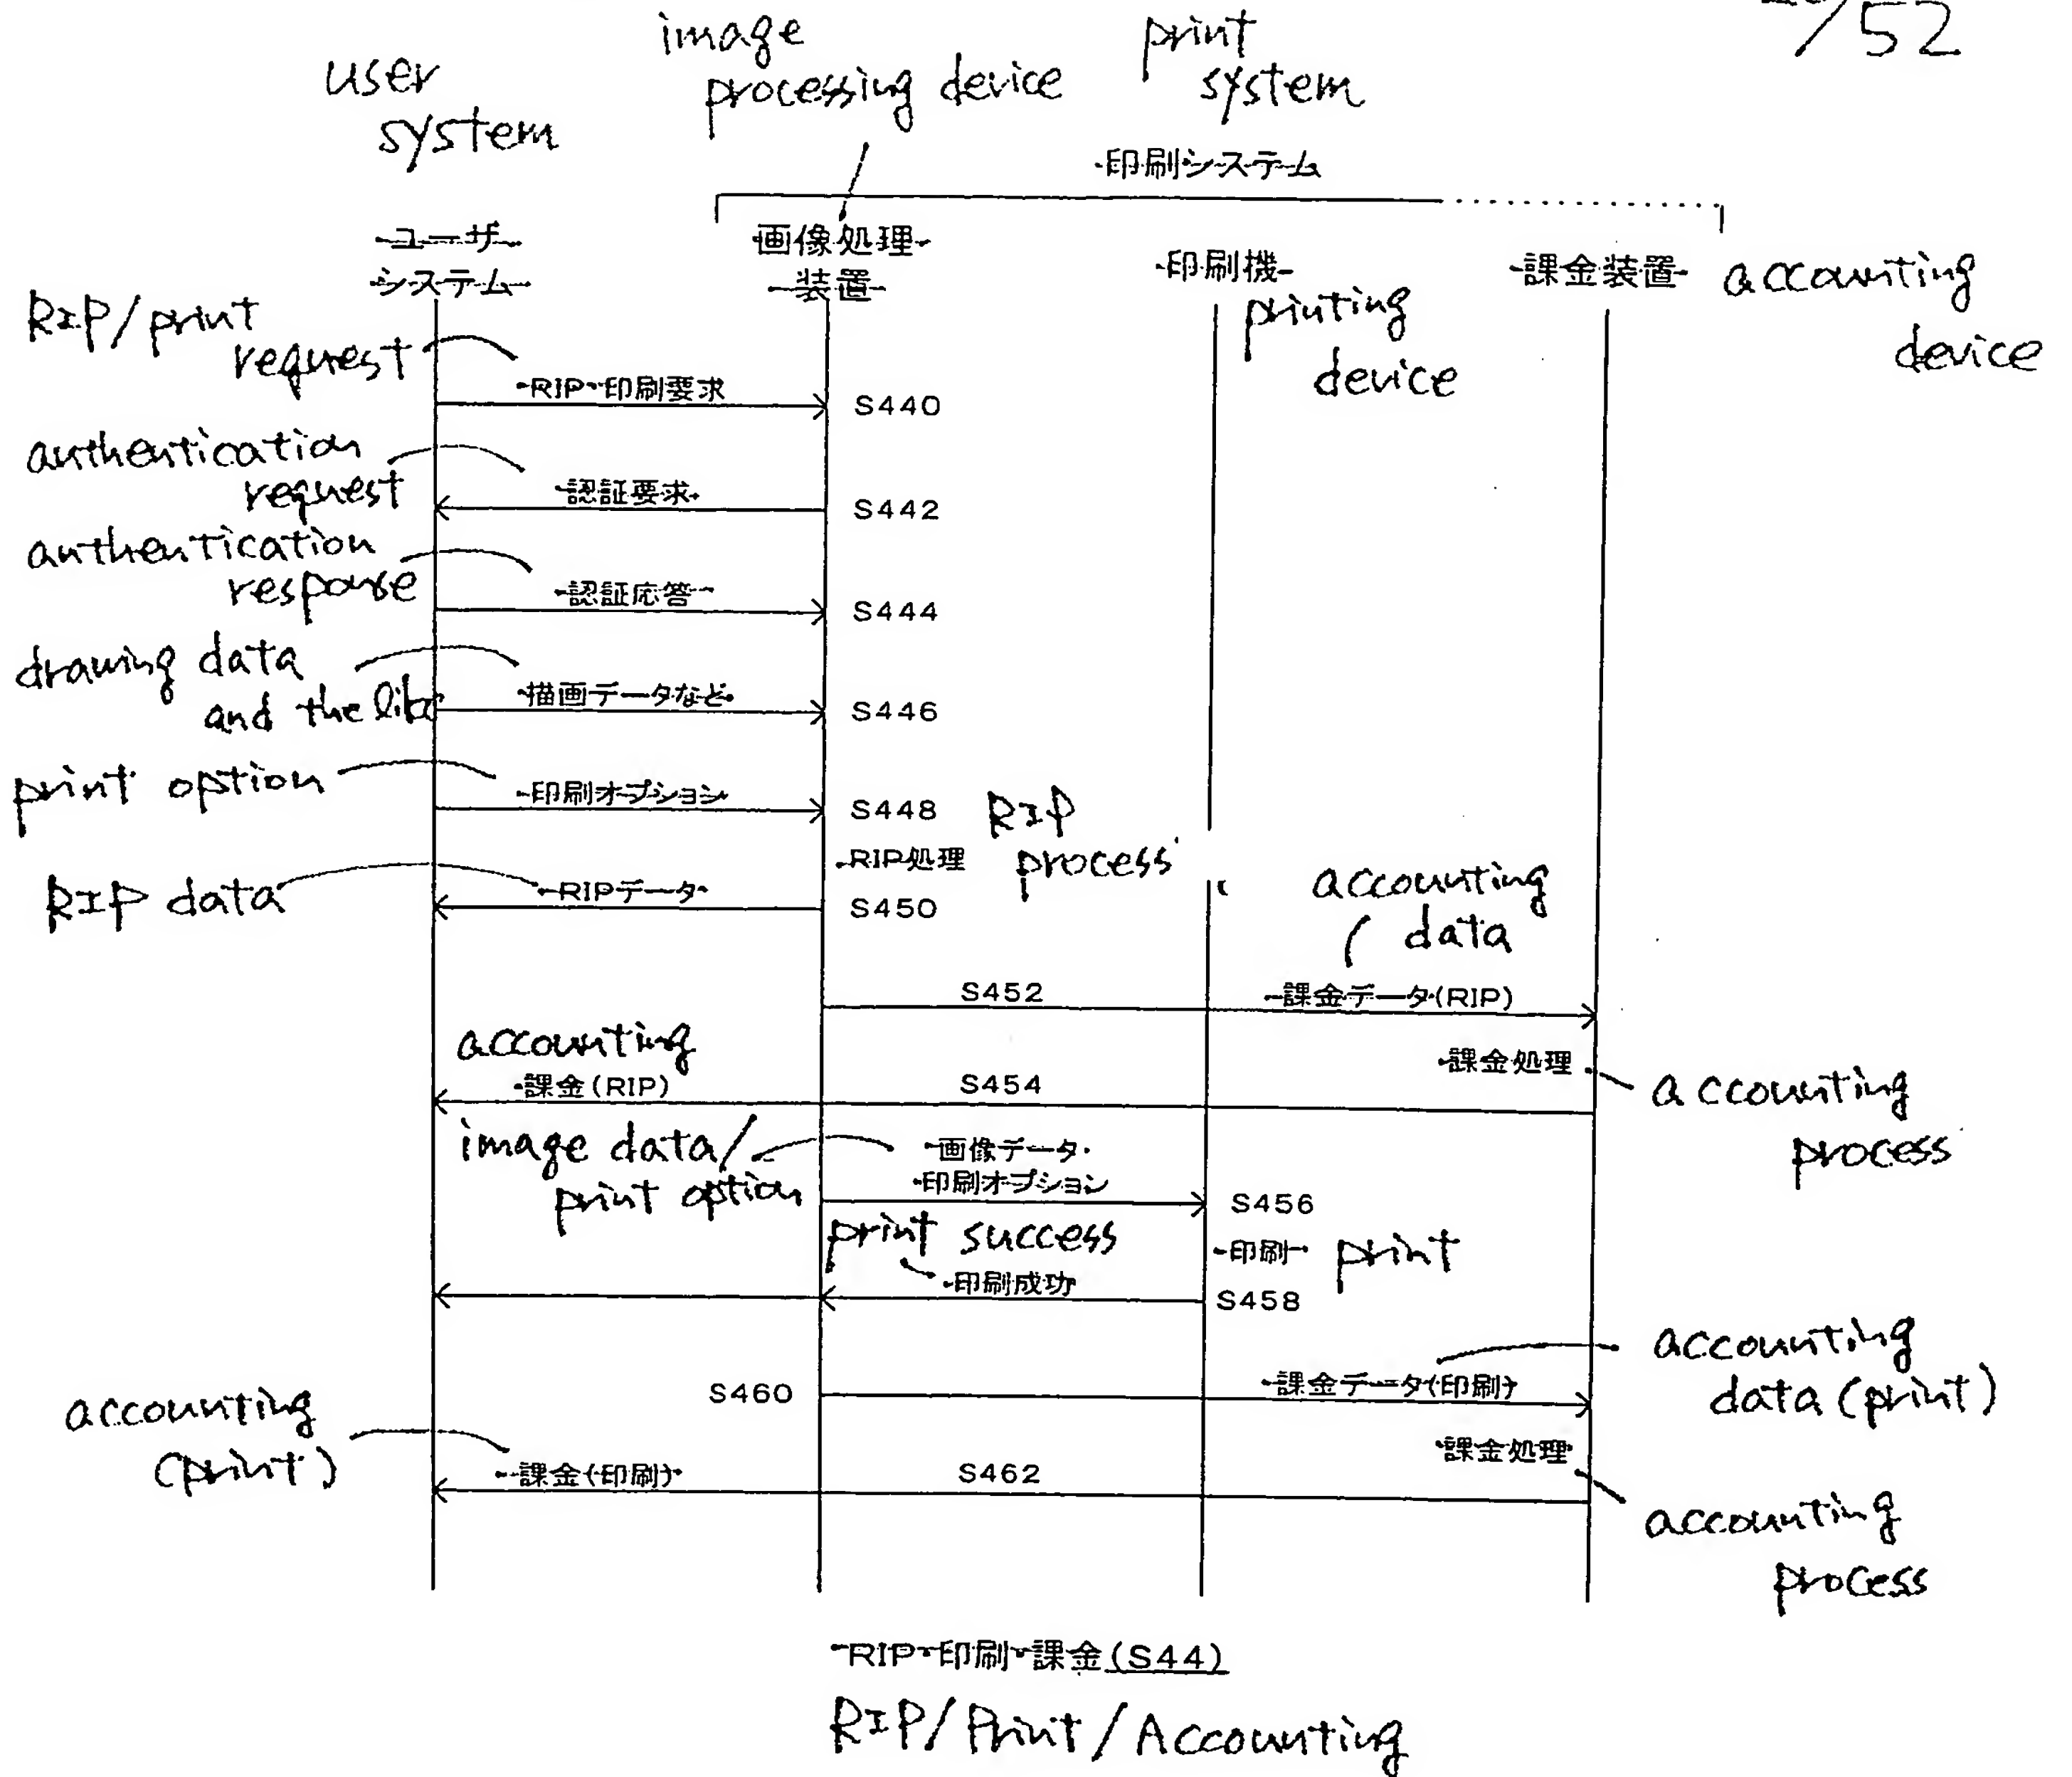 /52
image
processing device
print
system
user
system
印刷システム
ユーザ
システム
画像処理
装置
印刷機
printing
device
課金装置
accounting
device
RIP/print
request
RIP・印刷要求
S440
authentication
request
認証要求
S442
authentication
response
認証応答
S444
drawing data
and the like
描画データなど
S446
print option
印刷オプション
S448
RIP処理
RIP
process
RIP data
RIPデータ
S450
accounting
data
S452
課金データ(RIP)
accounting
課金(RIP)
S454
課金処理
accounting
process
image data/
print option
画像データ・
印刷オプション
S456
print success
印刷成功
印刷
print
S458
S460
課金データ(印刷)
accounting
data (print)
accounting
(print)
課金(印刷)
S462
課金処理
accounting
process
RIP・印刷・課金(S44)
RIP/Print/Accounting